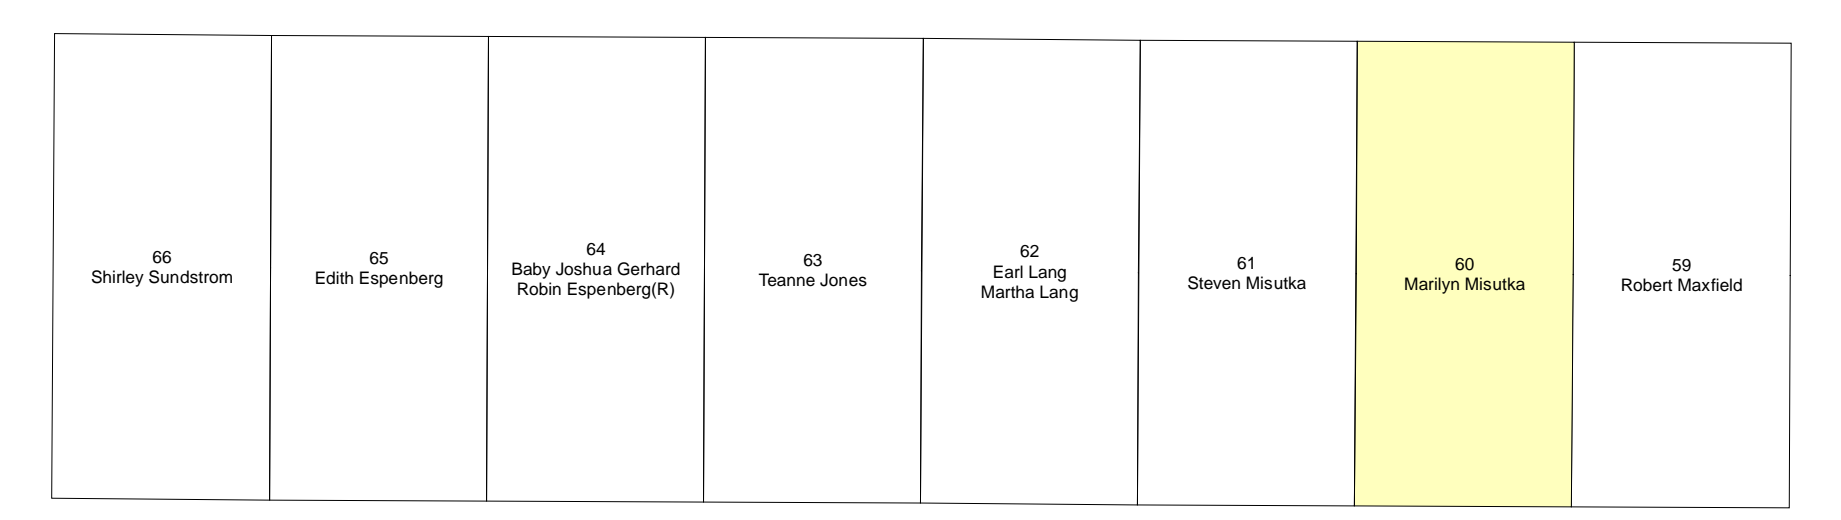 66
Shirley Sundstrom
65
Edith Espenberg
64
Baby Joshua Gerhard
Robin Espenberg(R)
63
Teanne Jones
62
Earl Lang
Martha Lang
61
Steven Misutka
60
Marilyn Misutka
59
Robert Maxfield